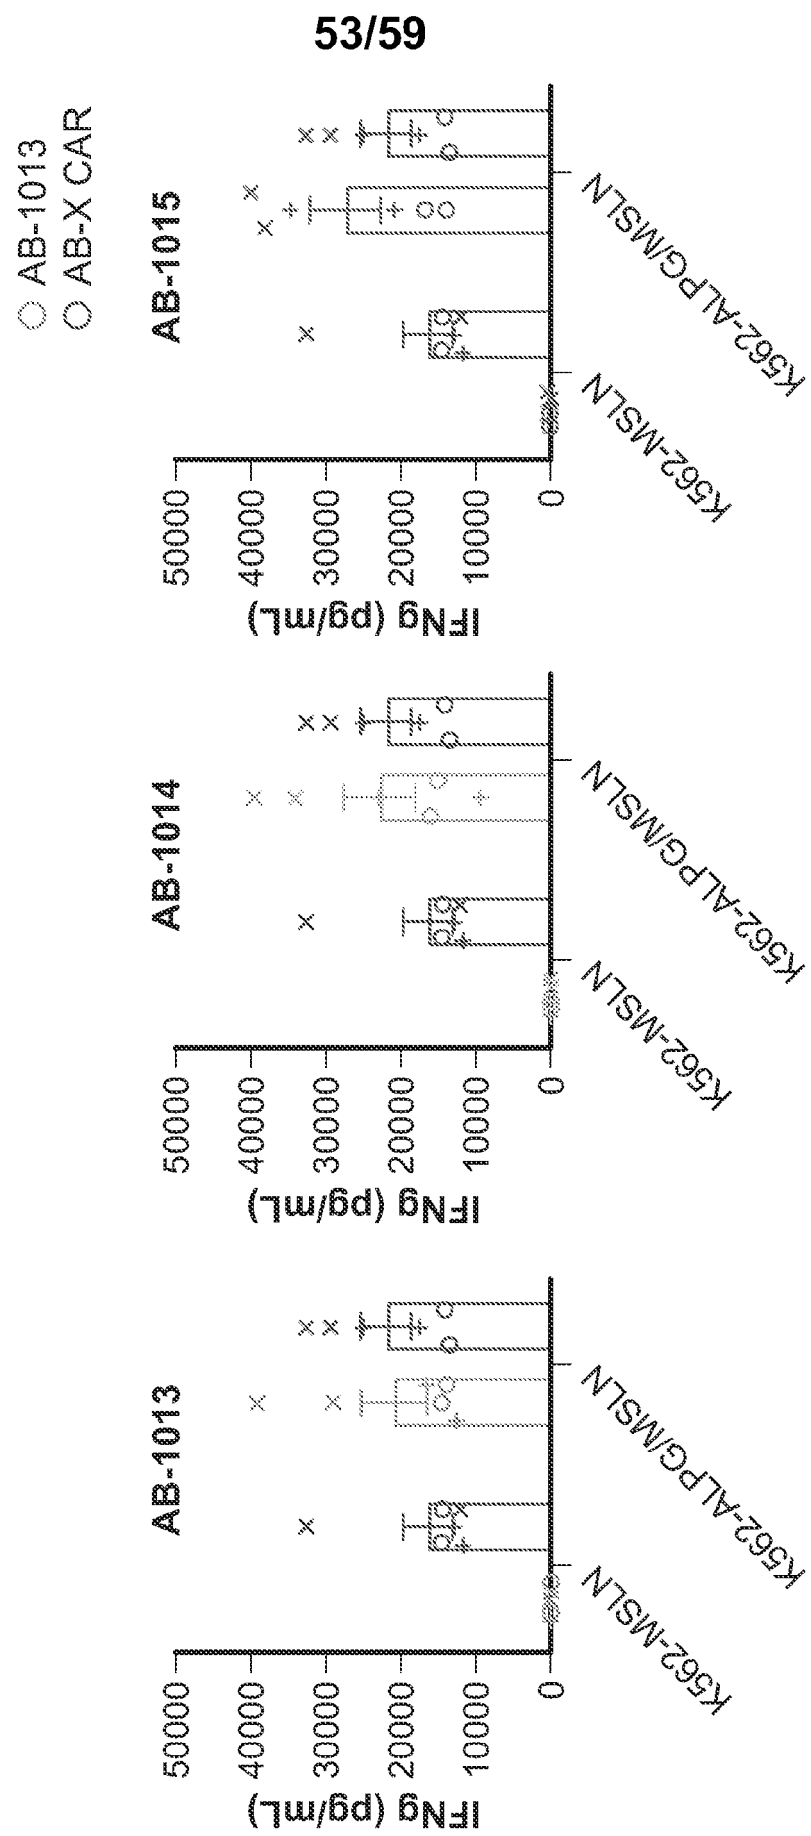 53/59
○ AB-1013
○ AB-X CAR
AB-1013
IFNg (pg/mL)
50000
40000
30000
20000
10000
0
K562-MSLN
K562-ALPG/MSLN
AB-1014
IFNg (pg/mL)
50000
40000
30000
20000
10000
0
K562-MSLN
K562-ALPG/MSLN
AB-1015
IFNg (pg/mL)
50000
40000
30000
20000
10000
0
K562-MSLN
K562-ALPG/MSLN